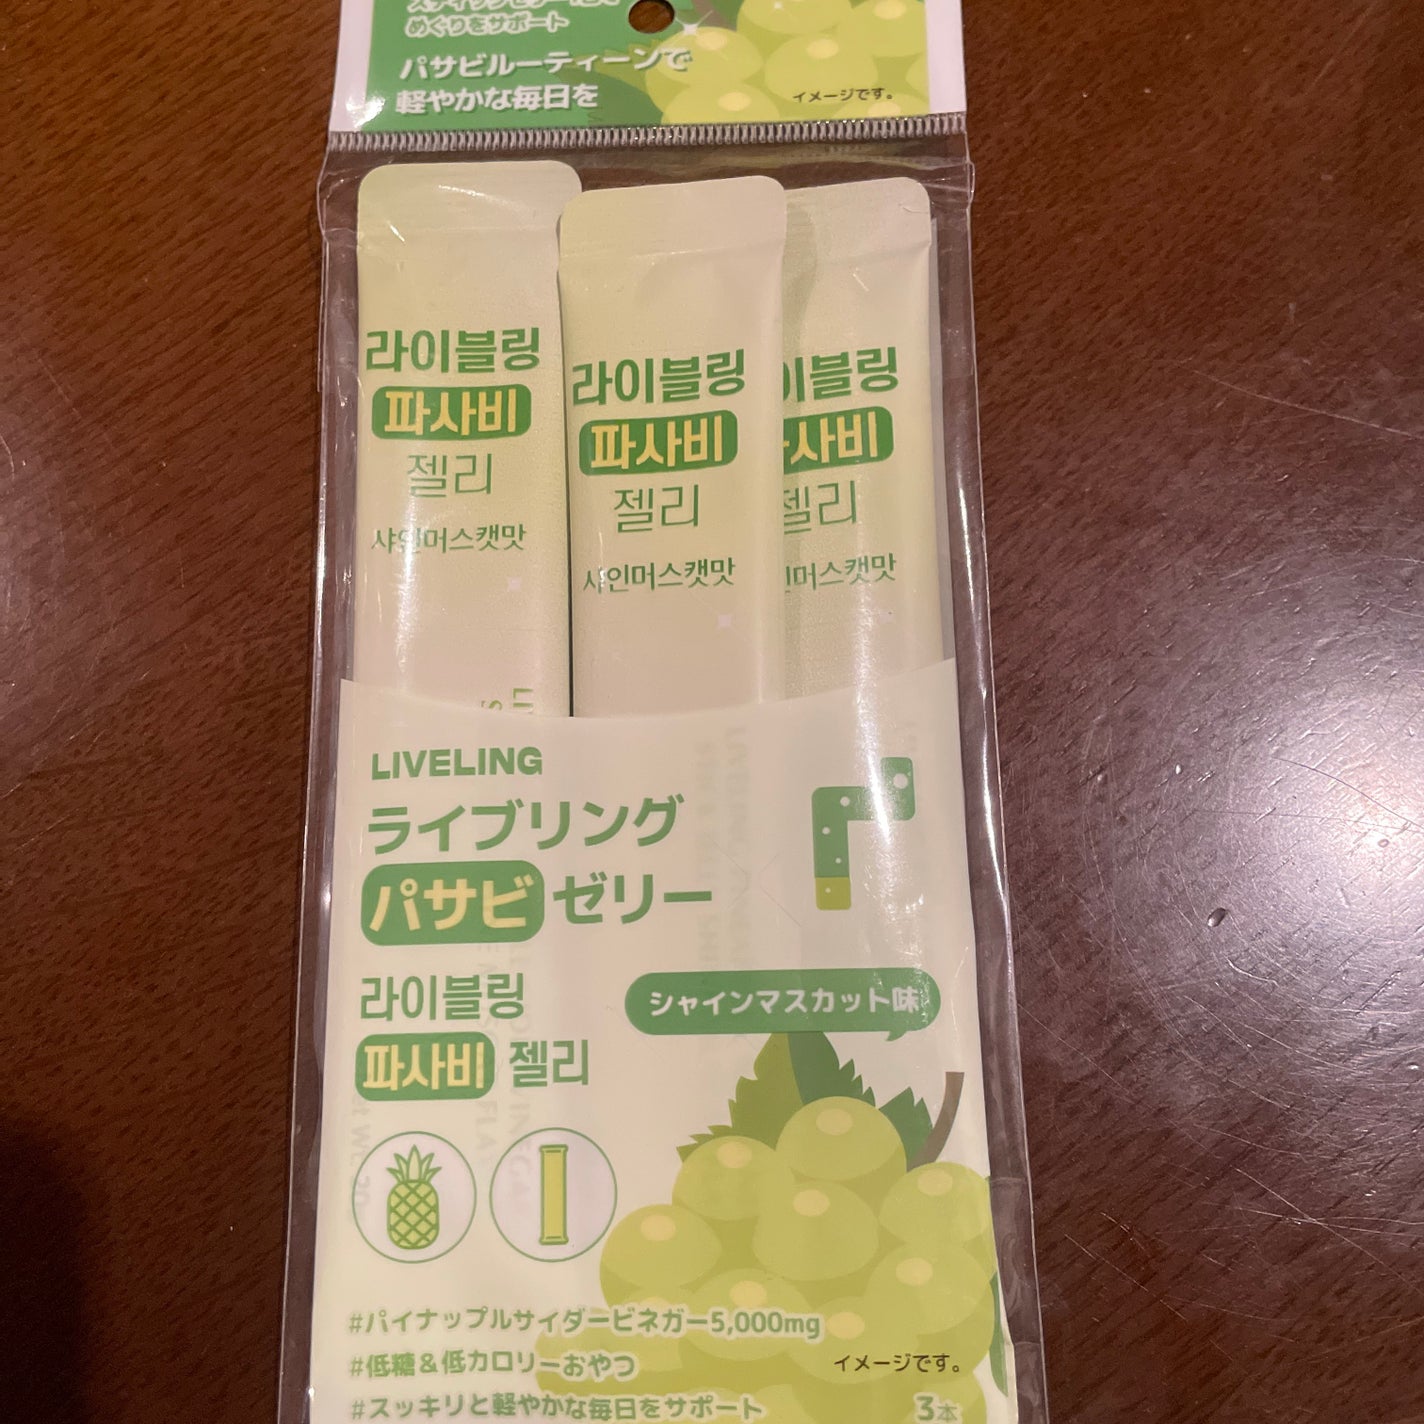 めぐりをサポート
パサビルーティーンで
軽やかな毎日を
イメージです。
라이블링
파사비
젤리
샤인머스캣맛
라이블링
파사비
젤리
샤인머스캣맛
이블링
사비
젤리
인머스캣맛
LIVELING
ライブリング
パサビ ゼリー
라이블링
파사비 젤리
シャインマスカット味
#パイナップルサイダービネガー5,000mg
#低糖&低カロリーおやつ
イメージです。
#スッキリと軽やかな毎日をサポート
3本